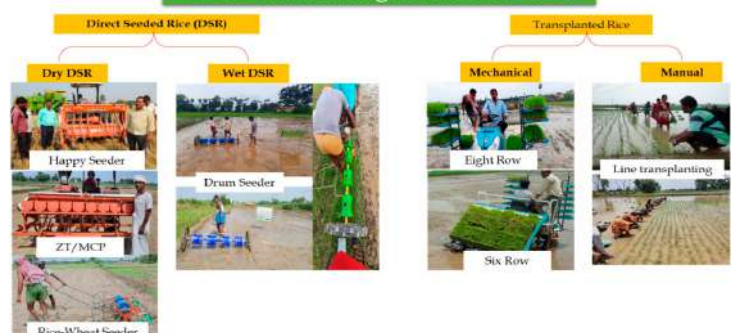 Direct Seeded Rice (DSR)
Transplanted Rice
Dry DSR
Wet DSR
Mechanical
Manual
Happy Seeder
Drum Seeder
Eight Row
Line transplanting
ZT/MCP
Six Row
Rice-Wheat Seeder